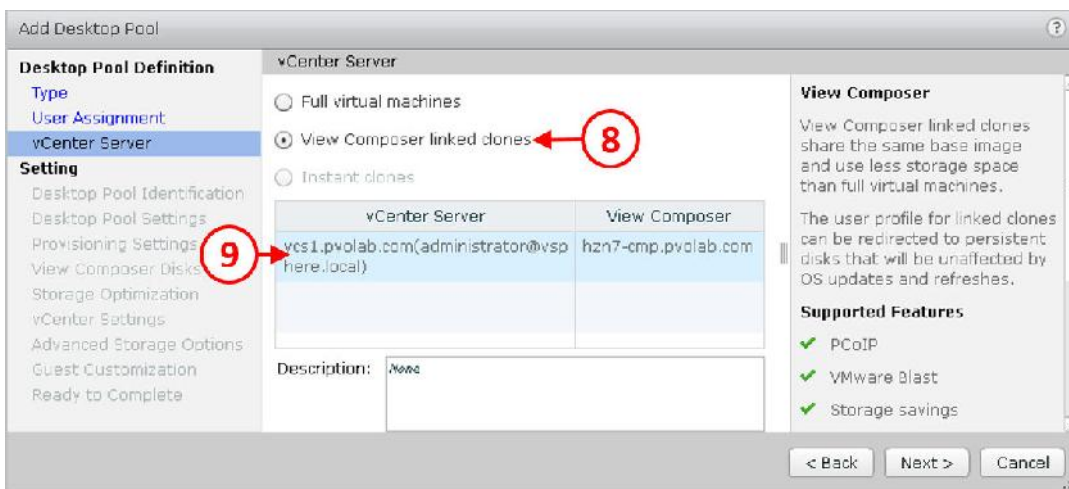 Add Desktop Pool
?
Desktop Pool Definition
Type
User Assignment
vCenter Server
Setting
Desktop Pool Identification
Desktop Pool Settings
Provisioning Settings
View Composer Disks
Storage Optimization
vCenter Settings
Advanced Storage Options
Guest Customization
Ready to Complete
vCenter Server
Full virtual machines
View Composer linked clones
8
Instant clones
vCenter Server
View Composer
9
vcs1.pvolab.com(administrator@vsp
here.local)
hzn7-cmp.pvolab.com
Description:
None
View Composer
View Composer linked clones
share the same base image
and use less storage space
than full virtual machines.
The user profile for linked clones
can be redirected to persistent
disks that will be unaffected by
OS updates and refreshes.
Supported Features
PCoIP
VMware Blast
Storage savings
< Back
Next >
Cancel